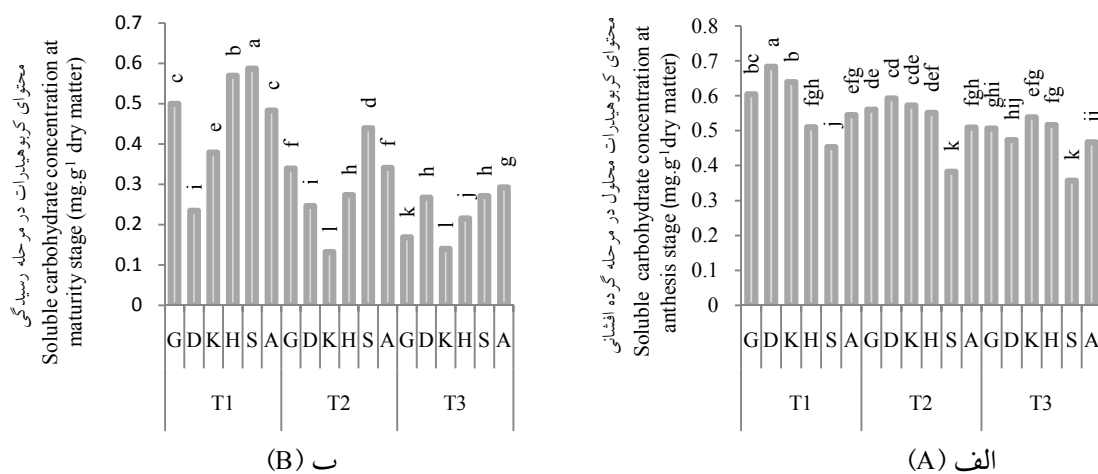 محتوای کربوهیدرات در مرحله رسیدگی
Soluble carbohydrate concentration at
maturity stage (mg.g-1 dry matter)
0.7
0.6
0.5
0.4
0.3
0.2
0.1
0
c i e b a c f i l h d f k h l j h g
G D K H S A G D K H S A G D K H S A
T1 T2 T3
ب (B)
محتوای کربوهیدرات محلول در مرحله گرده افشانی
Soluble carbohydrate concentration at
anthesis stage (mg.g-1 dry matter)
0.8
0.7
0.6
0.5
0.4
0.3
0.2
0.1
0
bc a b fgh j efg de cd cde def k fgh ghi hij efg fg k ij
G D K H S A G D K H S A G D K H S A
T1 T2 T3
الف (A)